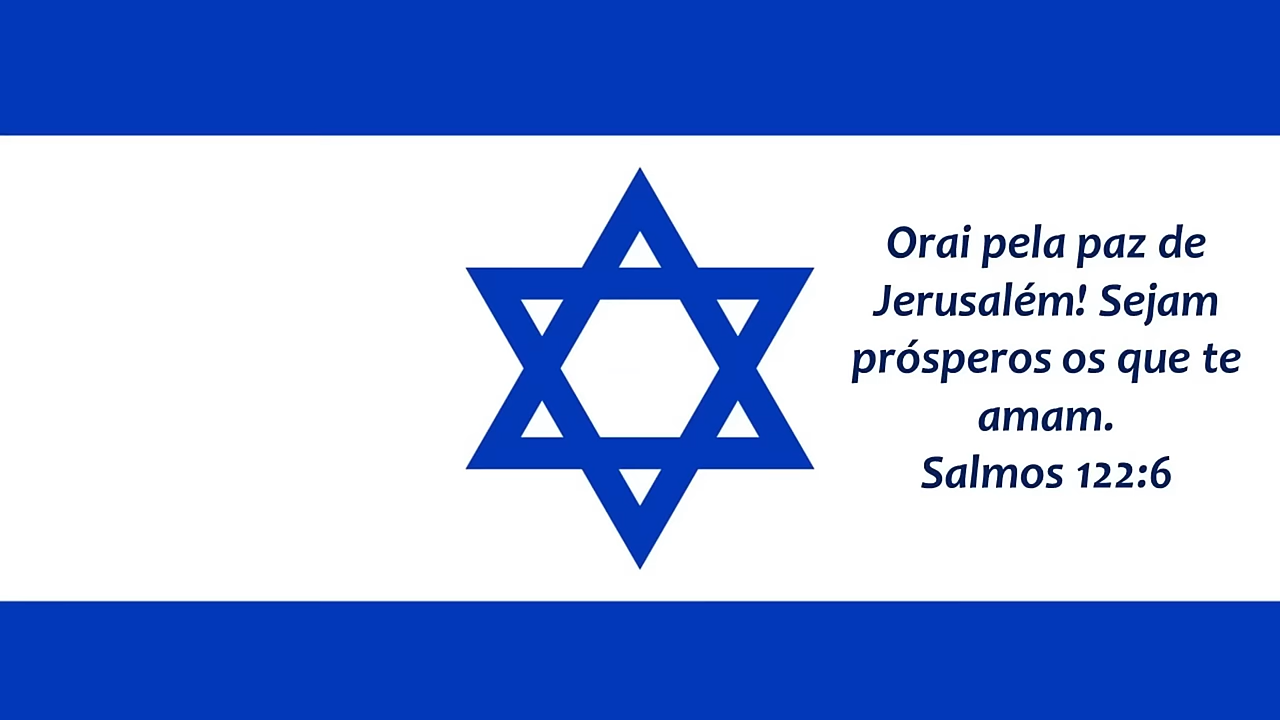 Orai pela paz de
Jerusalém! Sejam
prósperos os que te
amam.
Salmos 122:6